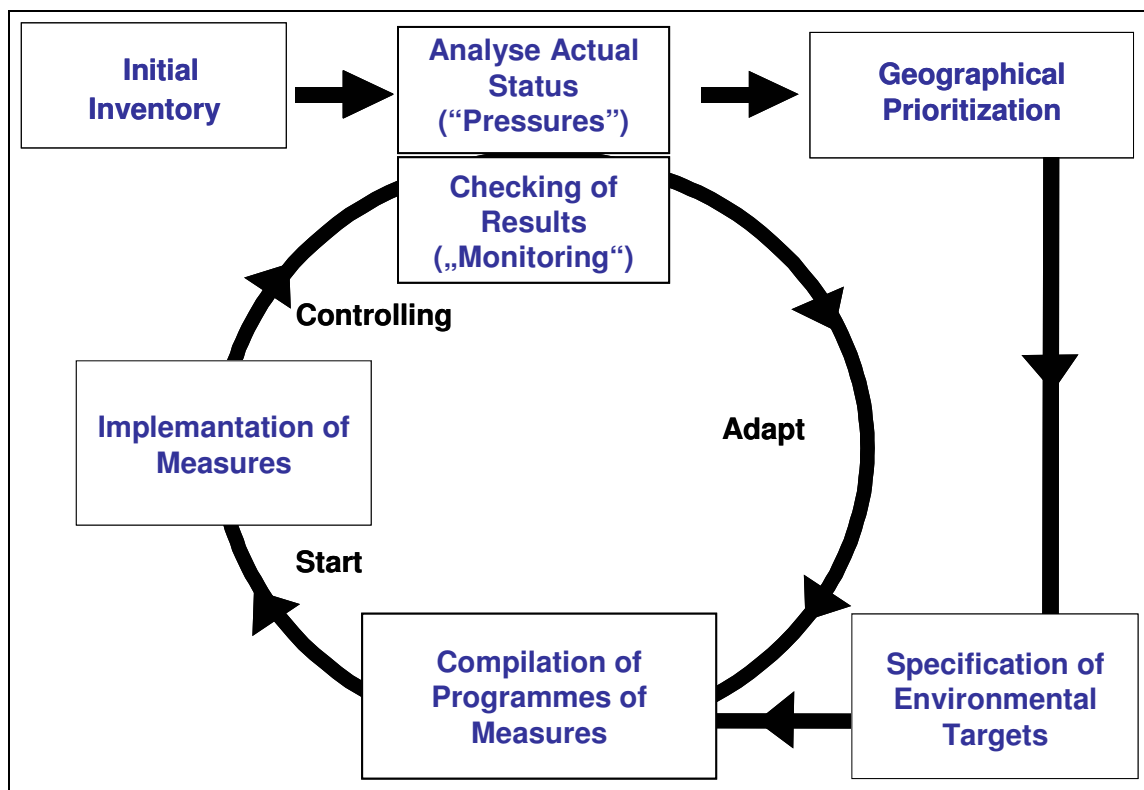 Initial
Inventory
Analyse Actual
Status
(“Pressures”)
Geographical
Prioritization
Checking of
Results
(„Monitoring“)
Controlling
Implemantation of
Measures
Adapt
Start
Compilation of
Programmes of
Measures
Specification of
Environmental
Targets